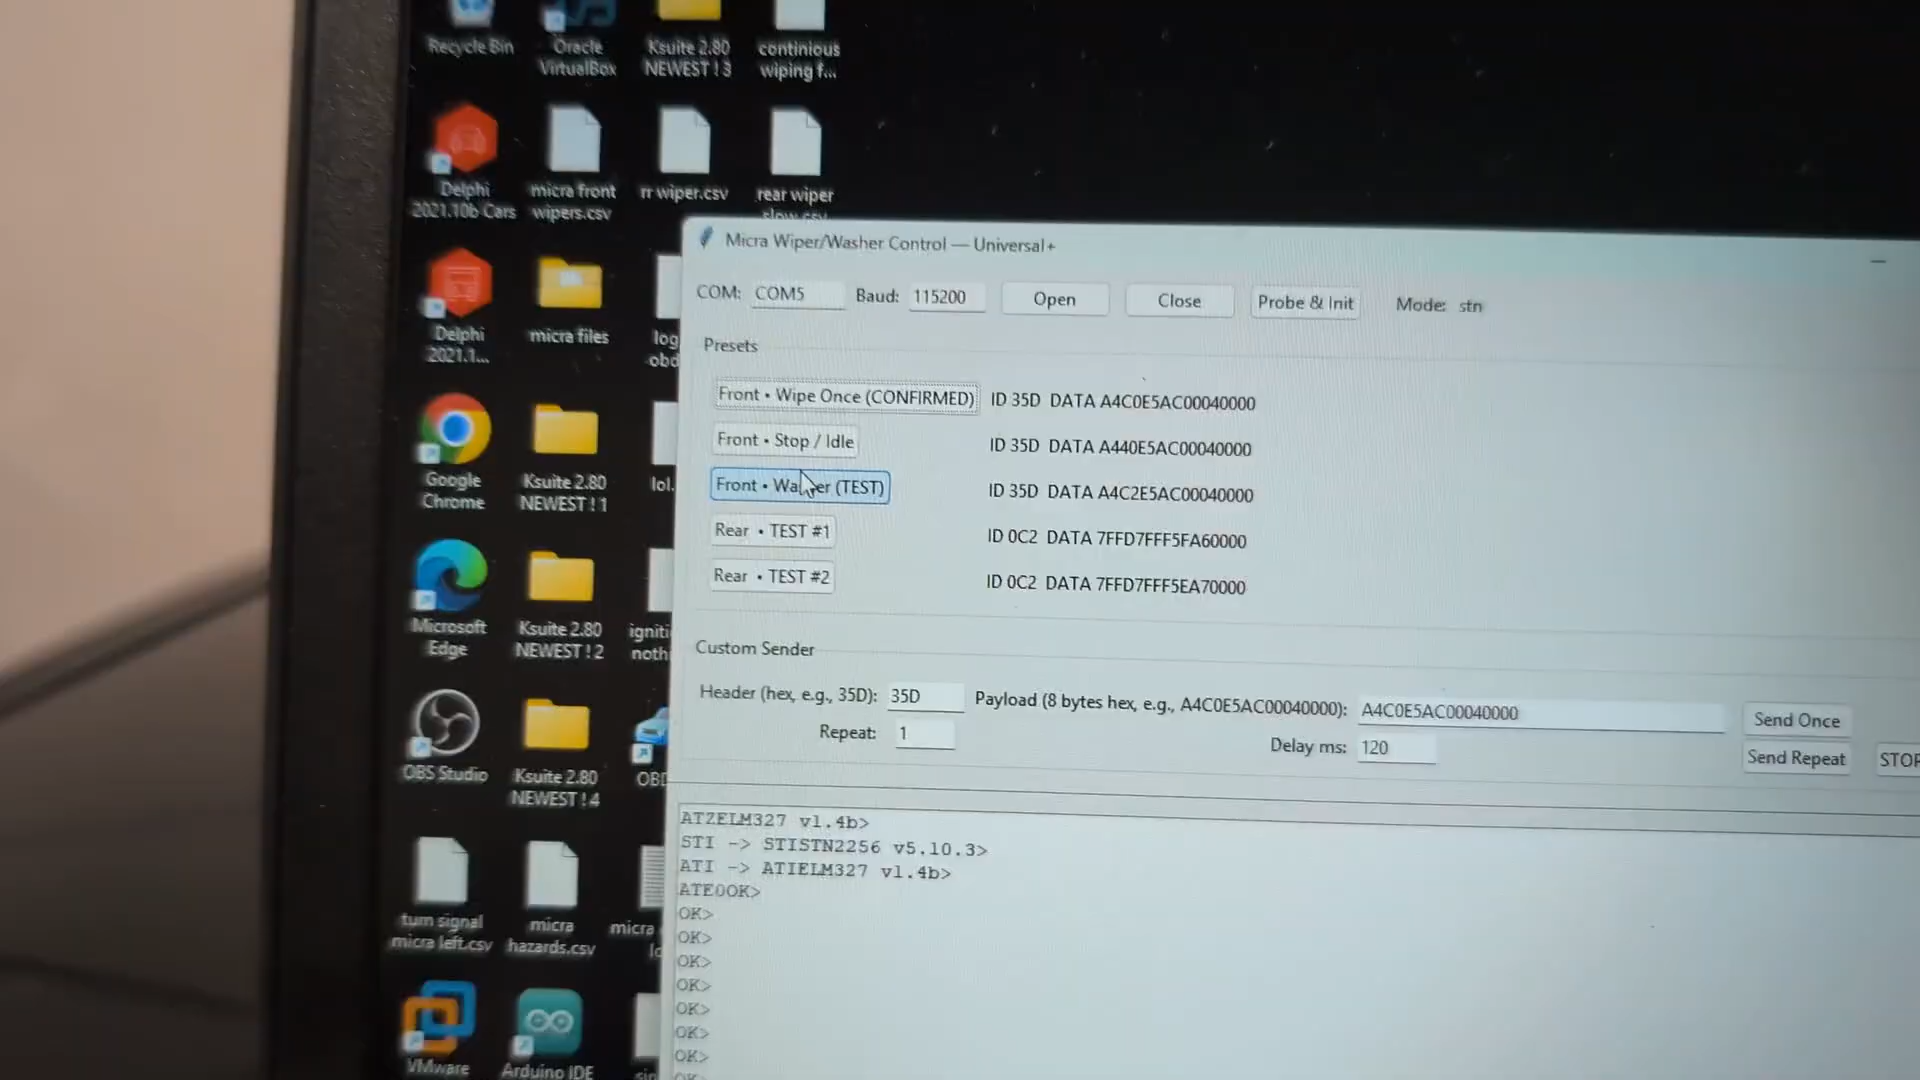 Recycle Bin
Oracle
VirtualBox
Ksuite 2.80
NEWEST ! 3
continious
wiping f...
Delphi
2021.10b Cars
micra front
wipers.csv
rr wiper.csv
rear wiper
slow.csv
Delphi
2021.1...
micra files
log
obd
Google
Chrome
Ksuite 2.80
NEWEST ! 1
lol.
Microsoft
Edge
Ksuite 2.80
NEWEST ! 2
igniti
noth
OBS Studio
Ksuite 2.80
NEWEST ! 4
OBD
turn signal
micra left.csv
micra
hazards.csv
micra
VMware
Arduino IDE
Micra Wiper/Washer Control — Universal+
COM: COM5 Baud: 115200 Open Close Probe & Init Mode: stn
Presets
Front • Wipe Once (CONFIRMED) ID 35D DATA A4C0E5AC00040000
Front • Stop / Idle ID 35D DATA A440E5AC00040000
Front • Washer (TEST) ID 35D DATA A4C2E5AC00040000
Rear • TEST #1 ID 0C2 DATA 7FFD7FFF5FA60000
Rear • TEST #2 ID 0C2 DATA 7FFD7FFF5EA70000
Custom Sender
Header (hex, e.g., 35D): 35D Payload (8 bytes hex, e.g., A4C0E5AC00040000): A4C0E5AC00040000 Send Once
Repeat: 1 Delay ms: 120 Send Repeat STOP
ATZELM327 v1.4b>
STI -> STISTN2256 v5.10.3>
ATI -> ATIELM327 v1.4b>
ATE0OK>
OK>
OK>
OK>
OK>
OK>
OK>
OK>
OK>